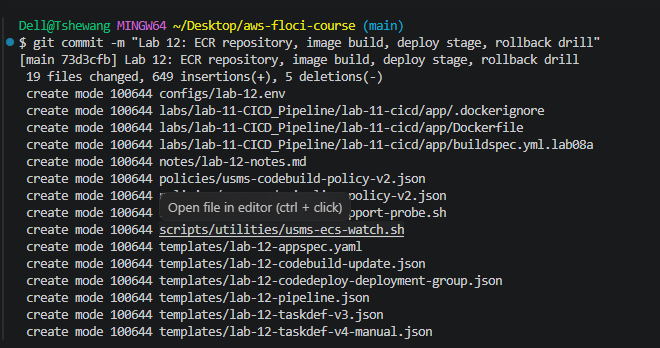 Dell@Tshewang MINGW64 ~/Desktop/aws-floci-course (main)
$ git commit -m "Lab 12: ECR repository, image build, deploy stage, rollback drill"
[main 73d3cfb] Lab 12: ECR repository, image build, deploy stage, rollback drill
19 files changed, 649 insertions(+), 5 deletions(-)
create mode 100644 configs/lab-12.env
create mode 100644 labs/lab-11-CICD_Pipeline/lab-11-cicd/app/.dockerignore
create mode 100644 labs/lab-11-CICD_Pipeline/lab-11-cicd/app/Dockerfile
create mode 100644 labs/lab-11-CICD_Pipeline/lab-11-cicd/app/buildspec.yml.lab08a
create mode 100644 notes/lab-12-notes.md
create mode 100644 policies/usms-codebuild-policy-v2.json
create mode 100644 policy-v2.json
Open file in editor (ctrl + click)
create mode 100644 pport-probe.sh
create mode 100644 scripts/utilities/usms-ecs-watch.sh
create mode 100644 templates/lab-12-appspec.yaml
create mode 100644 templates/lab-12-codebuild-update.json
create mode 100644 templates/lab-12-codedeploy-deployment-group.json
create mode 100644 templates/lab-12-pipeline.json
create mode 100644 templates/lab-12-taskdef-v3.json
create mode 100644 templates/lab-12-taskdef-v4-manual.json